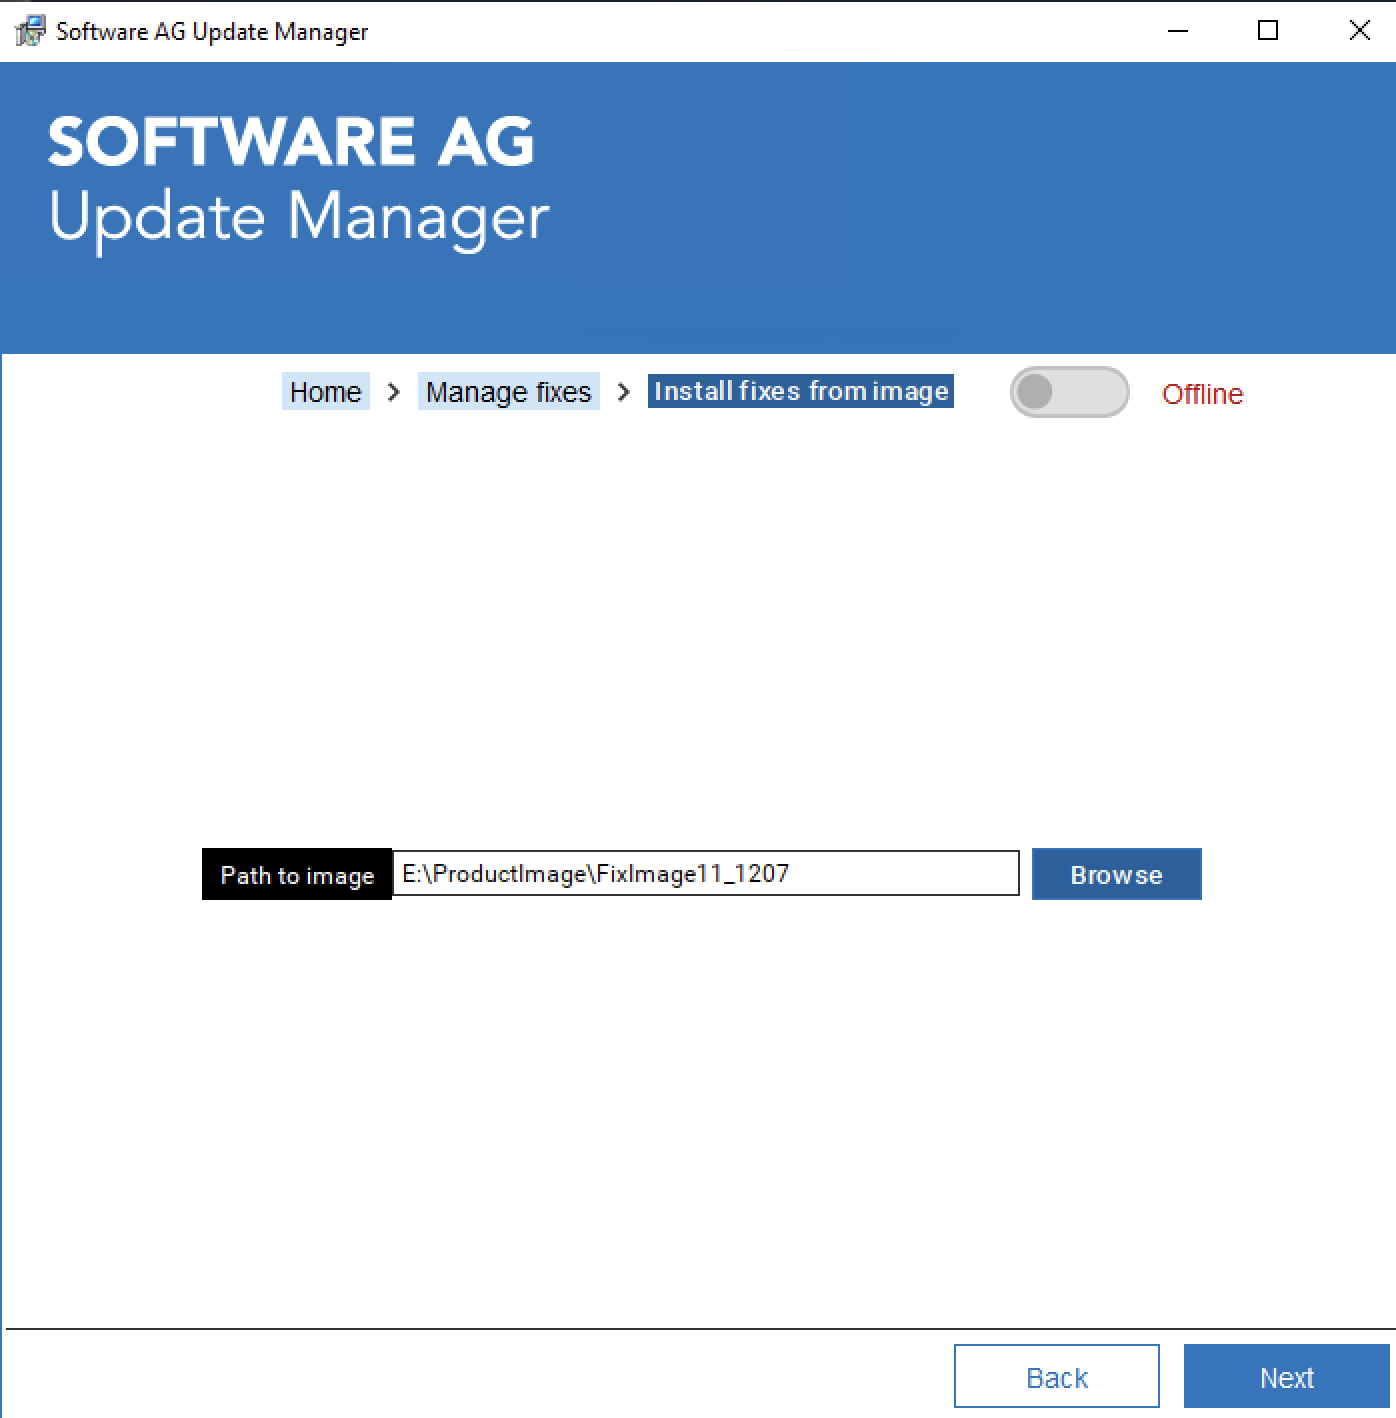 Software AG Update Manager
SOFTWARE AG
Update Manager
Home > Manage fixes > Install fixes from image Offline
Path to image E:\ProductImage\FixImage11_1207 Browse
Back Next